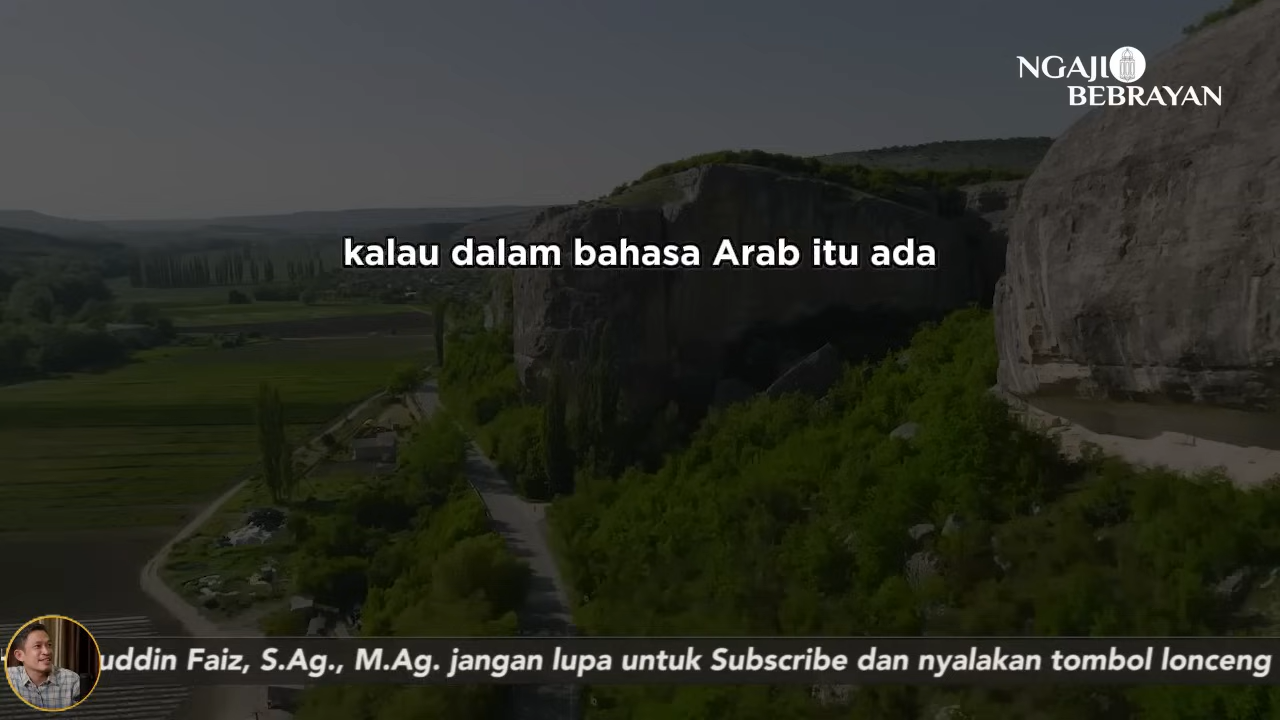 NGAJI
BEBRAYAN
kalau dalam bahasa Arab itu ada
uddin Faiz, S.Ag., M.Ag. jangan lupa untuk Subscribe dan nyalakan tombol lonceng